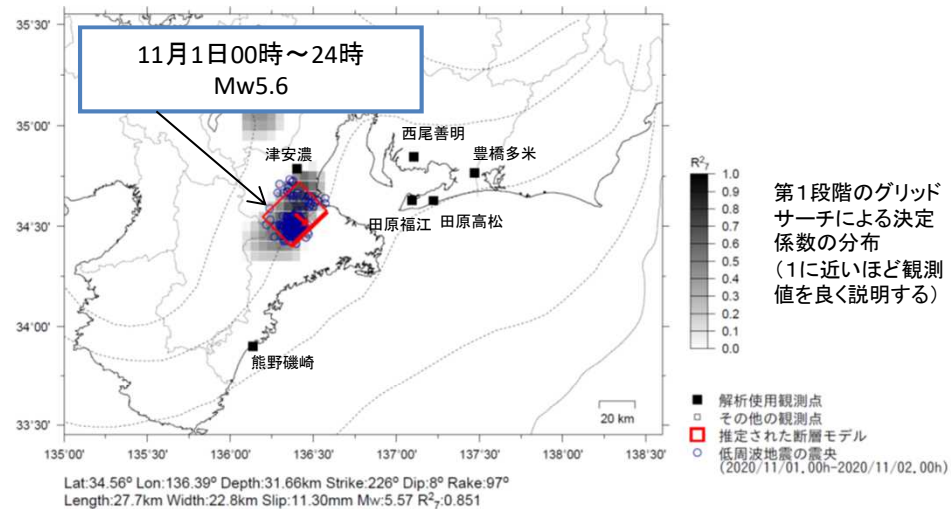 35°30'
11月1日00時～24時
Mw5.6
35°00'
西尾善明
津安濃
豊橋多米
34°30'
田原福江
田原高松
34°00'
熊野磯崎
33°30'
20 km
135°00'
135°30'
136°00'
136°30'
137°00'
137°30'
138°00'
138°30'
R²₇
1.0
0.9
0.8
0.7
0.6
0.5
0.4
0.3
0.2
0.1
0.0
第１段階のグリッド
サーチによる決定
係数の分布
（１に近いほど観測
値を良く説明する）
解析使用観測点
その他の観測点
推定された断層モデル
低周波地震の震央
(2020/11/01.00h-2020/11/02.00h)
Lat:34.56° Lon:136.39° Depth:31.66km Strike:226° Dip:8° Rake:97°
Length:27.7km Width:22.8km Slip:11.30mm Mw:5.57 R²₇:0.851